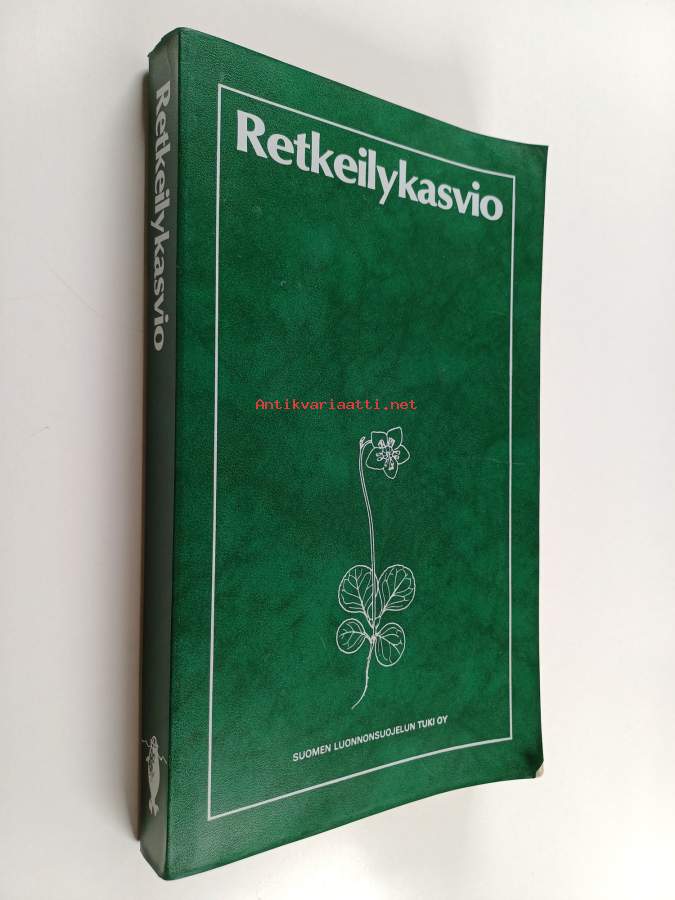 Retkeilykasvio
Retkeilykasvio
Antikvariaatti.net
SUOMEN LUONNONSUOJELUN TUKI OY